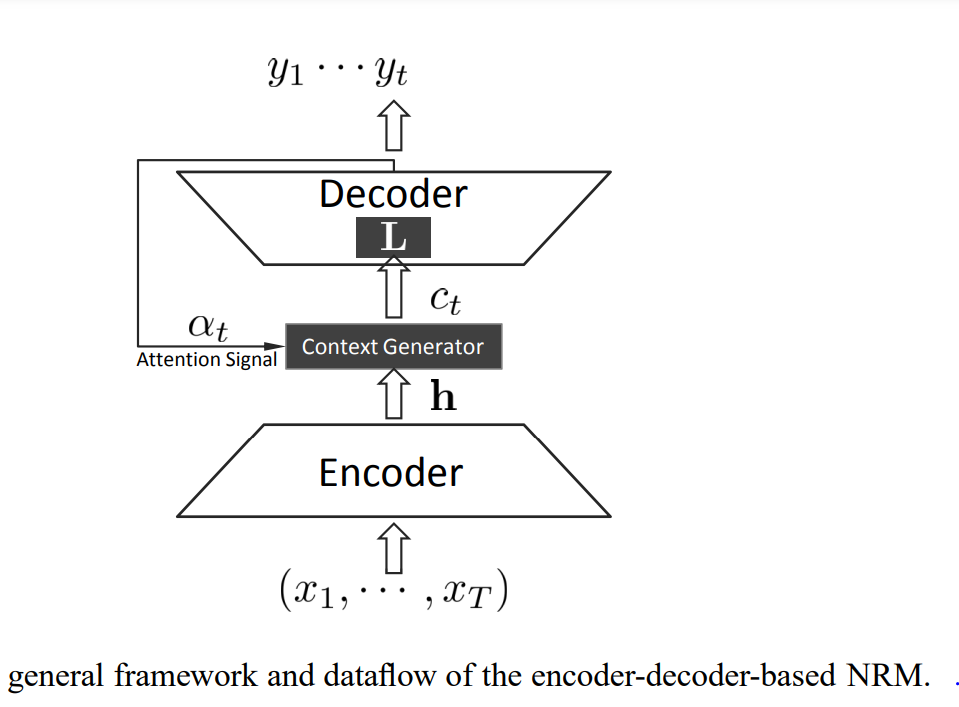 y₁ ⋯ yₜ
Decoder
L
cₜ
αₜ
Attention Signal
Context Generator
h
Encoder
(x₁, ⋯ , x_T)
general framework and dataflow of the encoder-decoder-based NRM.